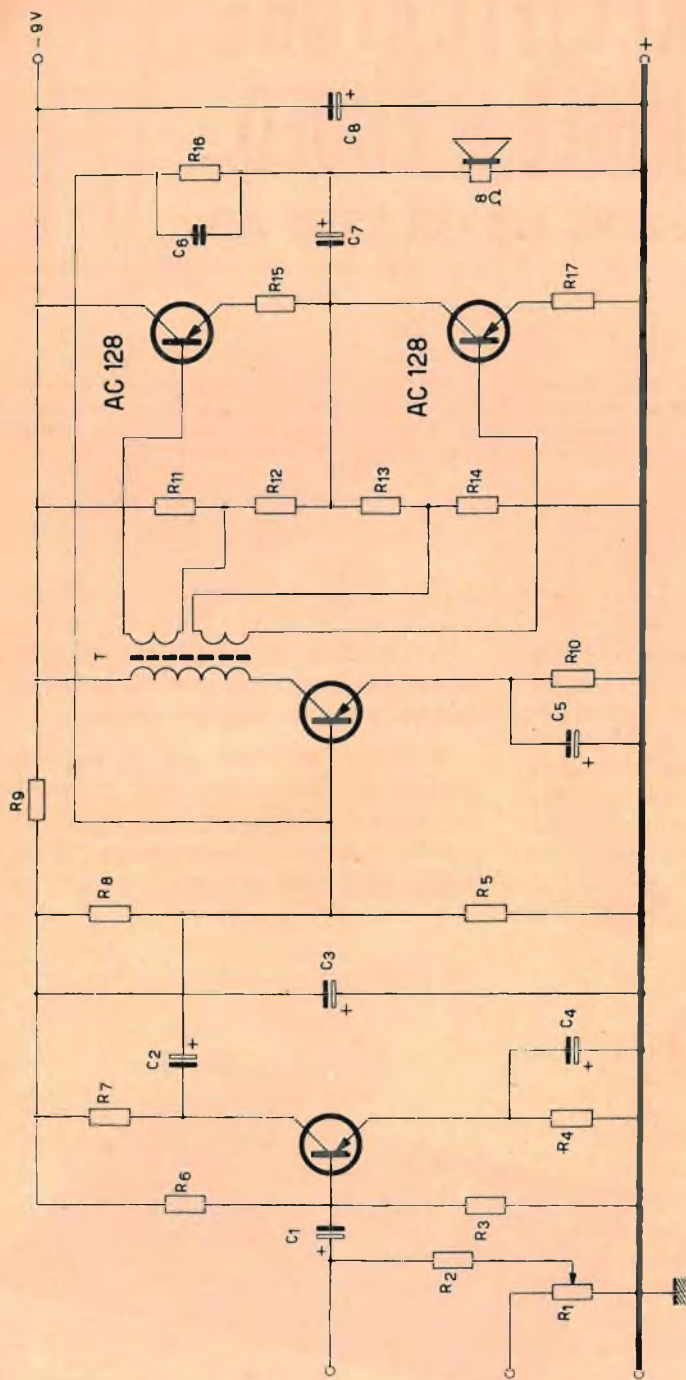 - 9 V
R9
R6
R7
R8
T
R11
AC 128
R16
C6
C8
+
C2
+
R15
R12
C1
+
C3
+
C7
+
R13
AC 128
R2
R3
R5
R14
8 Ω
R1
R4
C4
+
C5
+
R10
R17
+